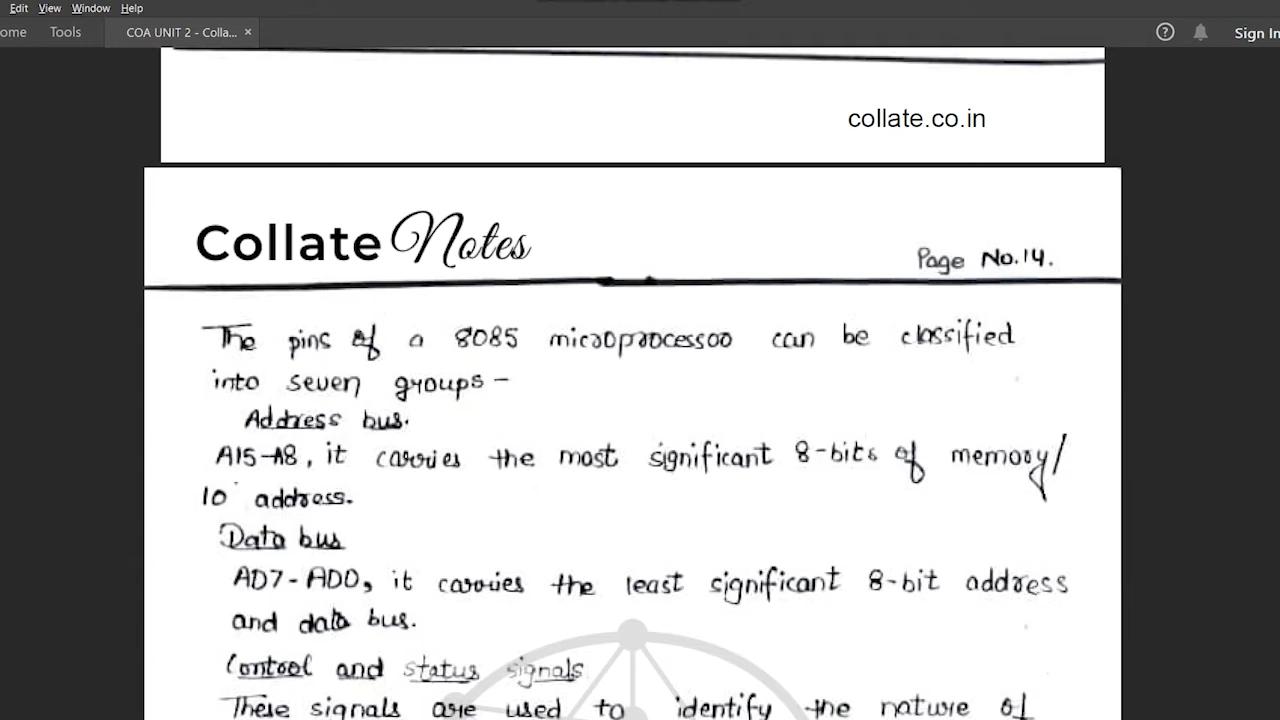 Edit View Window Help
ome Tools COA UNIT 2 - Colla... × Sign In
collate.co.in
Collate Notes
Page No.14.
The pins of a 8085 microprocessor can be classified
into seven groups -
Address bus.
A15-A8, it carries the most significant 8-bits of memory/
IO address.
Data bus
AD7-AD0, it carries the least significant 8-bit address
and data bus.
Control and status signals
These signals are used to identify the nature of